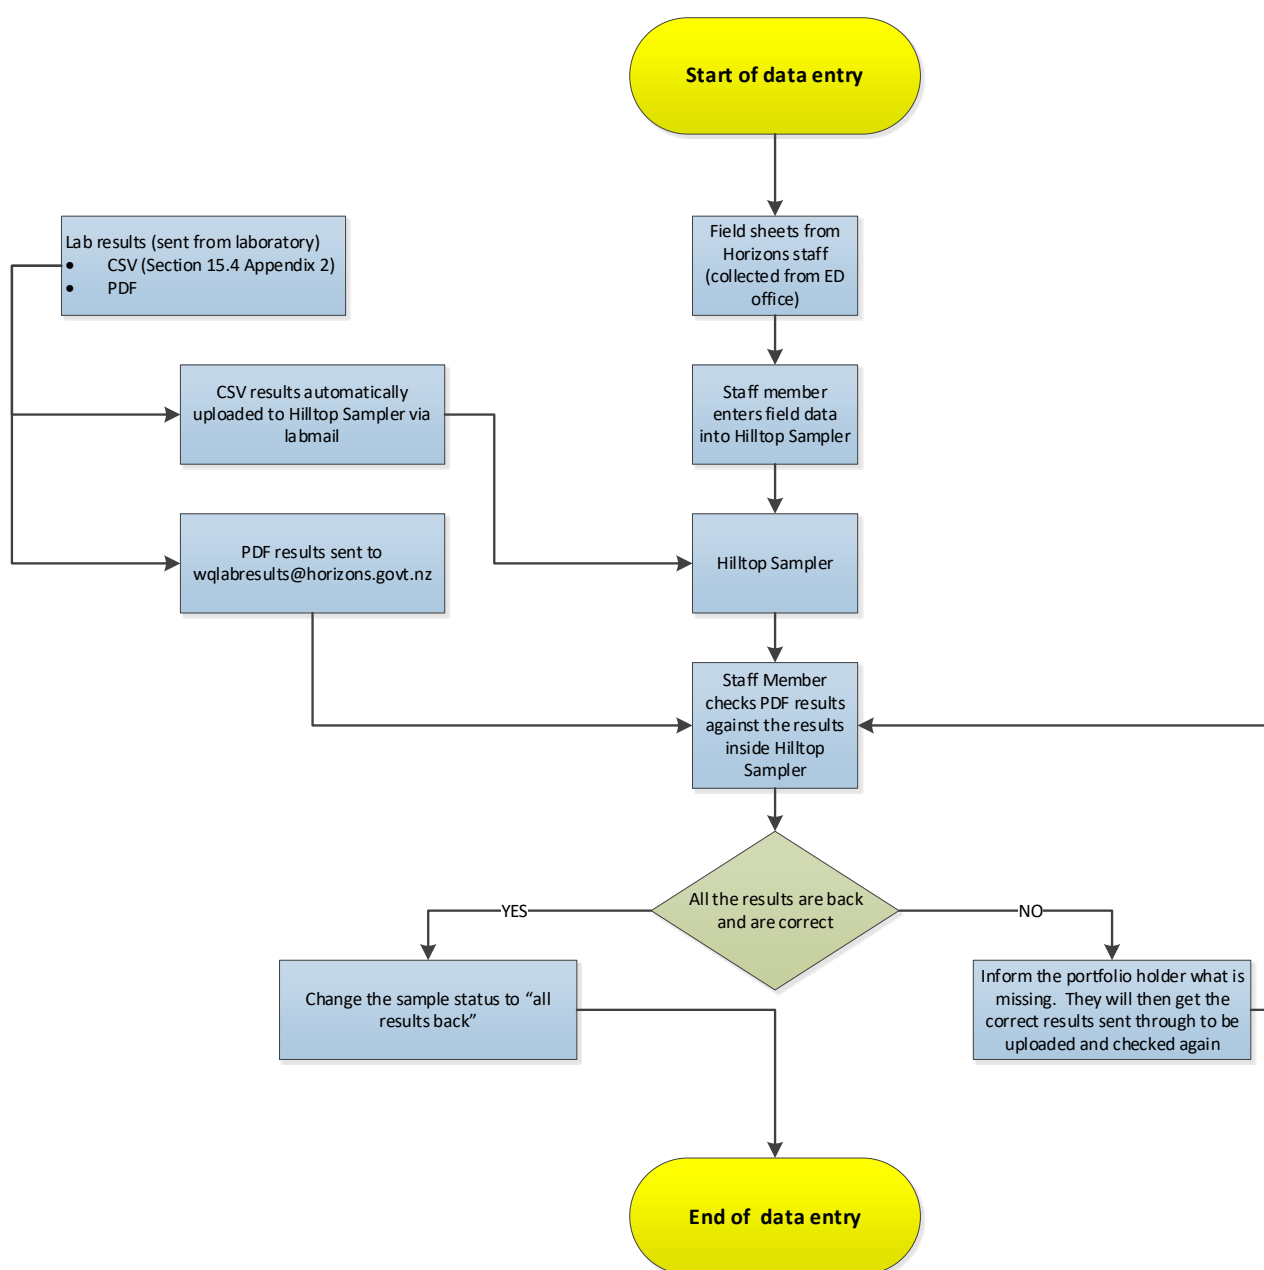 Start of data entry
Lab results (sent from laboratory)
• CSV (Section 15.4 Appendix 2)
• PDF
Field sheets from
Horizons staff
(collected from ED
office)
CSV results automatically
uploaded to Hilltop Sampler via
labmail
Staff member
enters field data
into Hilltop Sampler
PDF results sent to
wqlabresults@horizons.govt.nz
Hilltop Sampler
Staff Member
checks PDF results
against the results
inside Hilltop
Sampler
All the results are back
and are correct
YES
NO
Change the sample status to “all
results back”
Inform the portfolio holder what is
missing.  They will then get the
correct results sent through to be
uploaded and checked again
End of  data entry